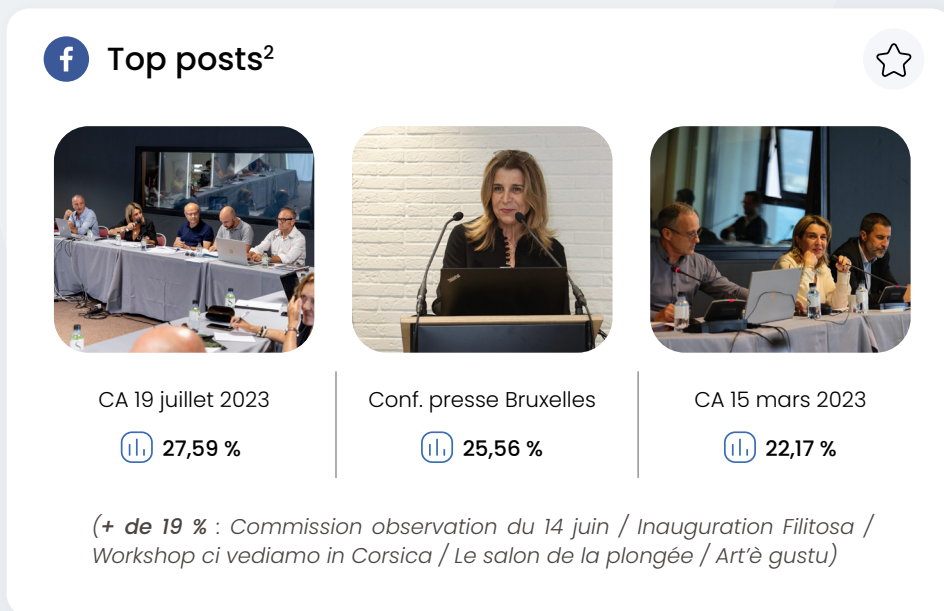 Top posts²
CA 19 juillet 2023
27,59 %
Conf. presse Bruxelles
25,56 %
CA 15 mars 2023
22,17 %
(+ de 19 % : Commission observation du 14 juin / Inauguration Filitosa /
Workshop ci vediamo in Corsica / Le salon de la plongée / Art'è gustu)